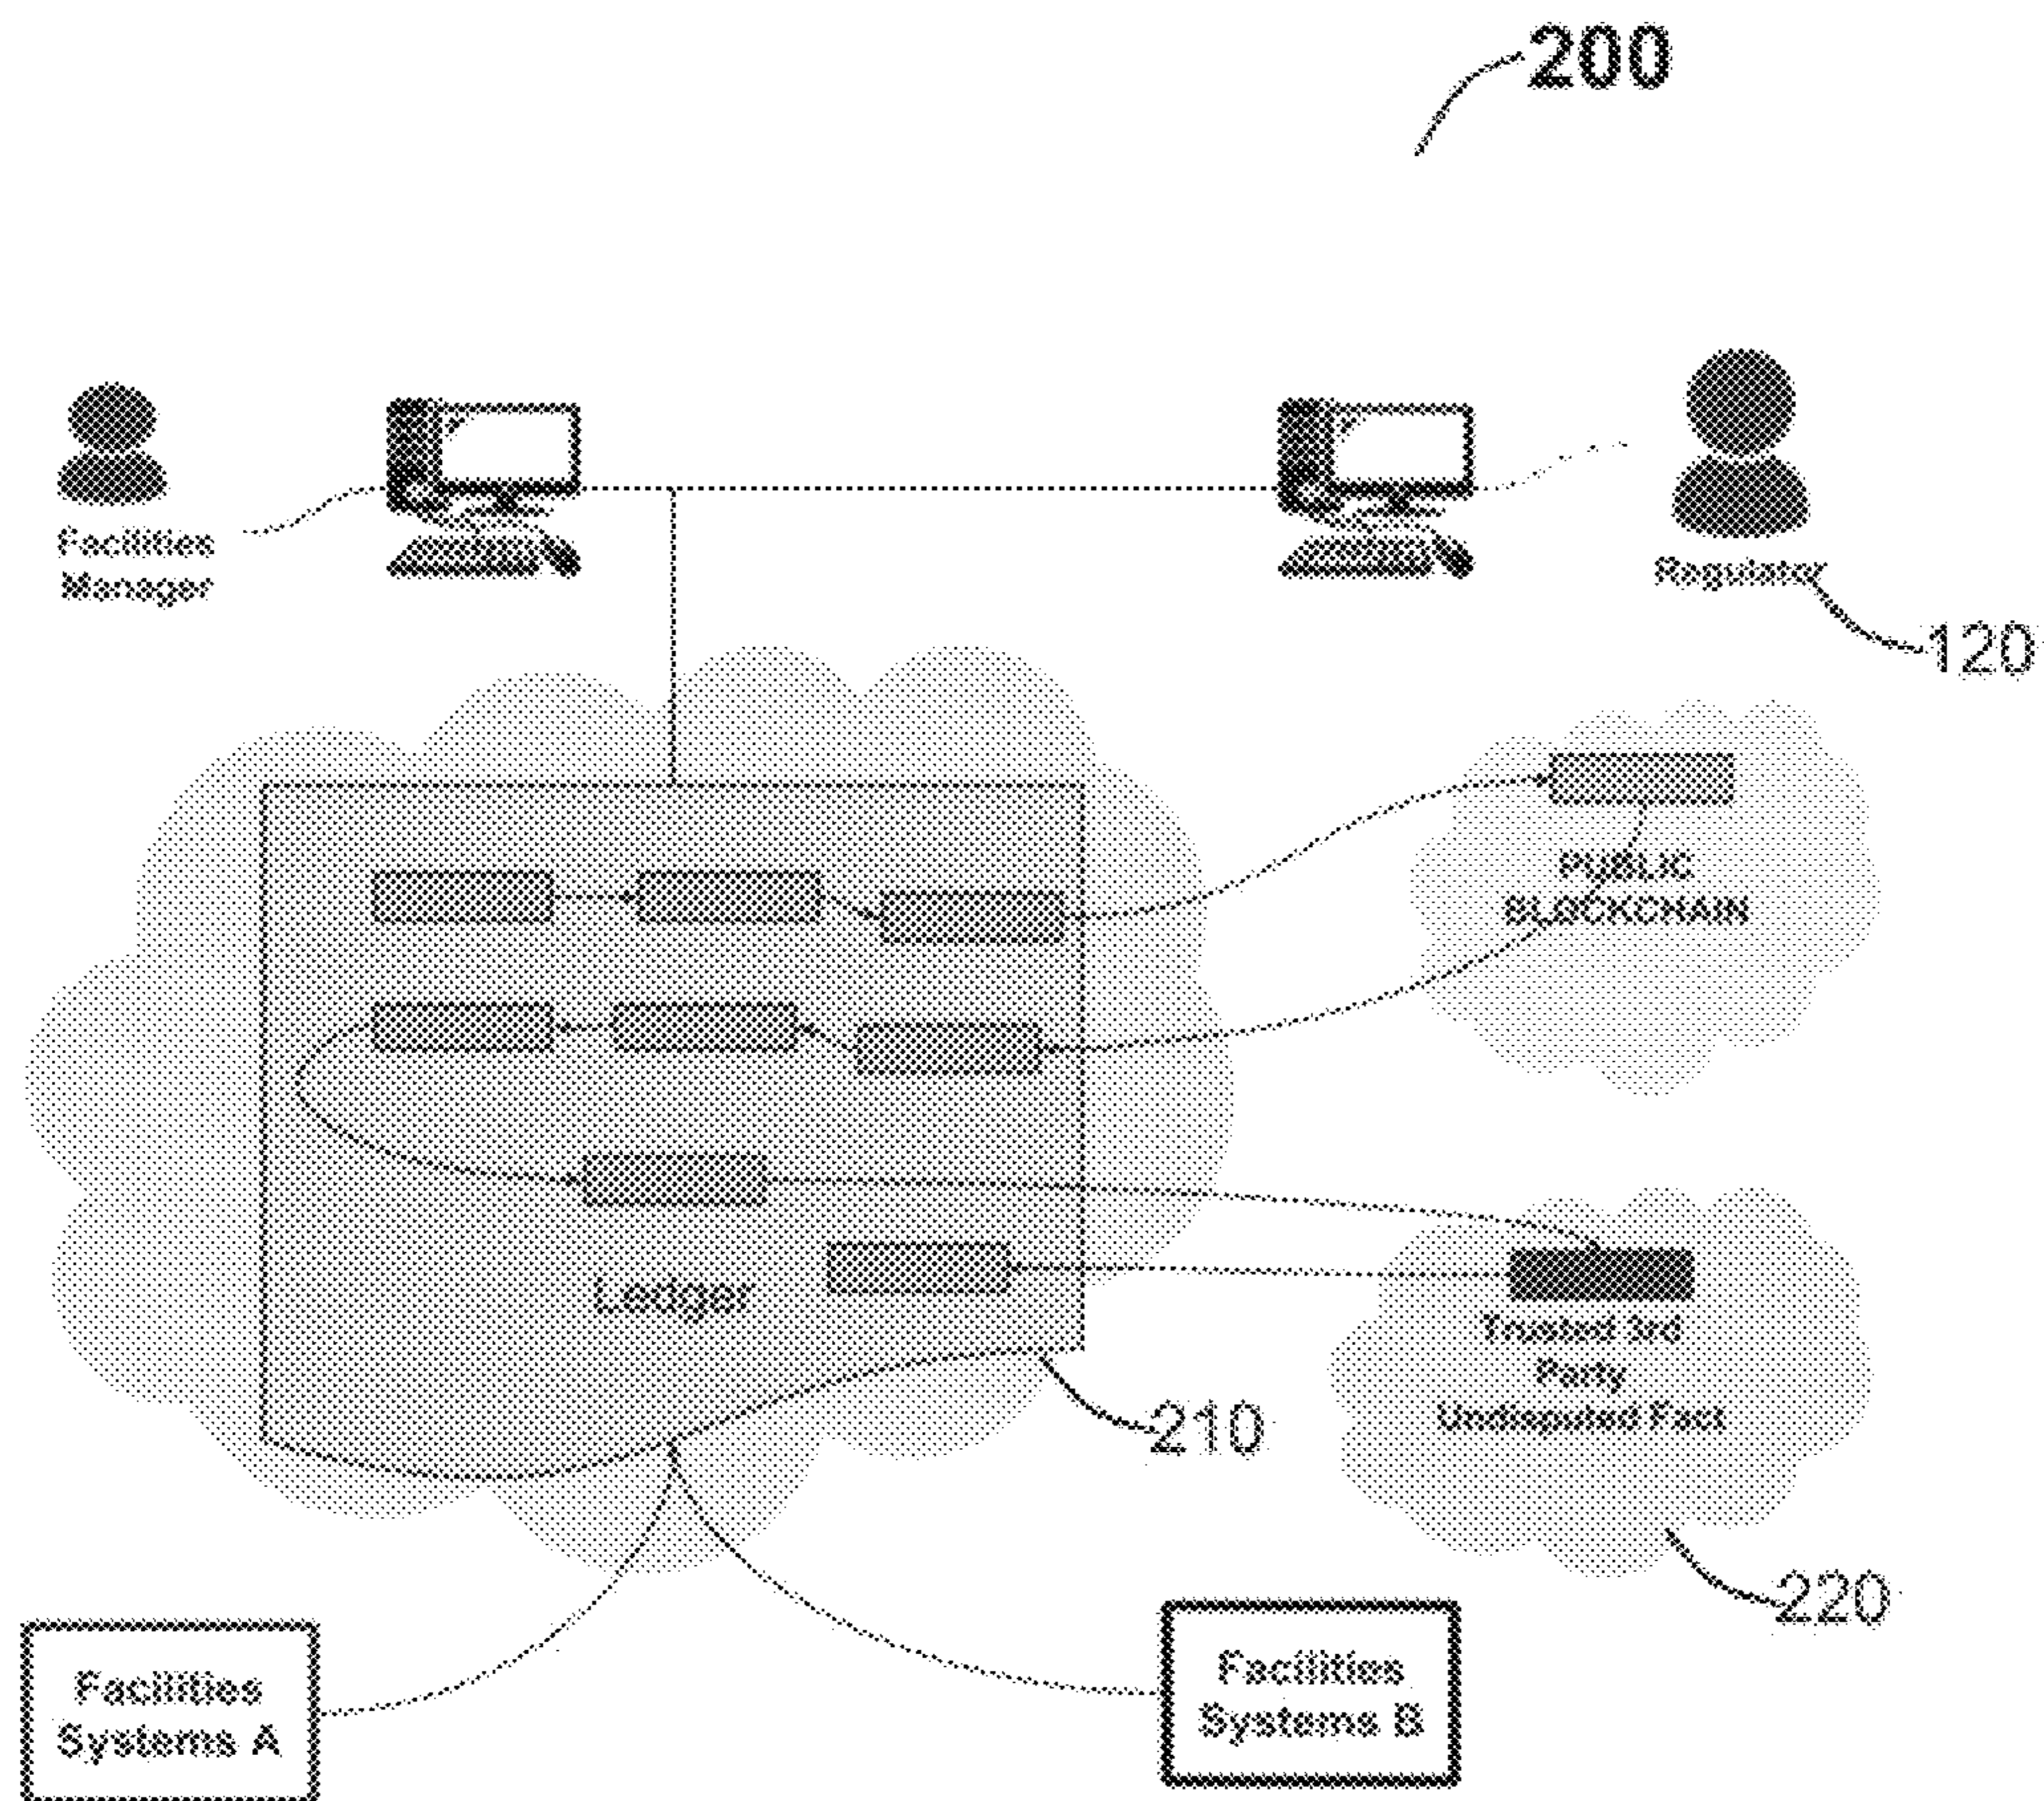 200
Facilities
Manager
Regulator
120
PUBLIC
BLOCKCHAIN
Ledger
Trusted 3rd
Party
Undisputed Fact
210
220
Facilities
Systems A
Facilities
Systems B